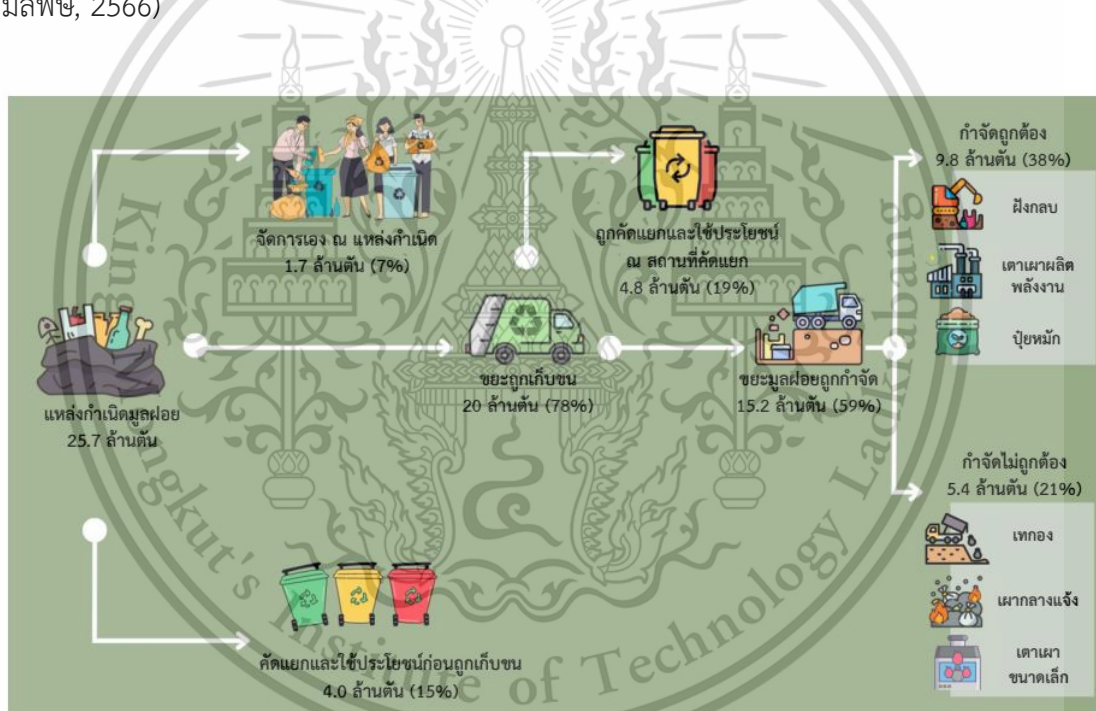 มลพิษ, 2566)
จัดการเอง ณ แหล่งกำเนิด
1.7 ล้านตัน (7%)
ถูกคัดแยกและใช้ประโยชน์
ณ สถานที่คัดแยก
4.8 ล้านตัน (19%)
กำจัดถูกต้อง
9.8 ล้านตัน (38%)
ฝังกลบ
เตาเผาผลิต
พลังงาน
ปุ๋ยหมัก
แหล่งกำเนิดมูลฝอย
25.7 ล้านตัน
ขยะถูกเก็บขน
20 ล้านตัน (78%)
ขยะมูลฝอยถูกกำจัด
15.2 ล้านตัน (59%)
กำจัดไม่ถูกต้อง
5.4 ล้านตัน (21%)
เทกอง
เผากลางแจ้ง
เตาเผา
ขนาดเล็ก
คัดแยกและใช้ประโยชน์ก่อนถูกเก็บขน
4.0 ล้านตัน (15%)
King Mongkut's Institute of Technology Ladkrabang